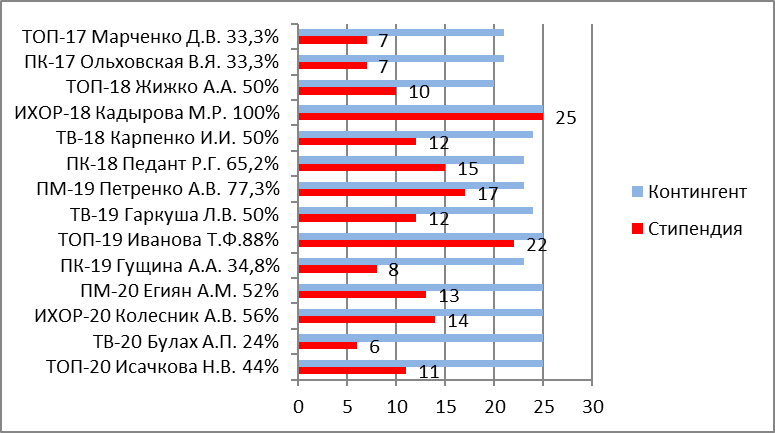 ТОП-17 Марченко Д.В. 33,3%
7
ПК-17 Ольховская В.Я. 33,3%
7
ТОП-18 Жижко А.А. 50%
10
ИХОР-18 Кадырова М.Р. 100%
25
ТВ-18 Карпенко И.И. 50%
12
ПК-18 Педант Р.Г. 65,2%
15
ПМ-19 Петренко А.В. 77,3%
17
ТВ-19 Гаркуша Л.В. 50%
12
ТОП-19 Иванова Т.Ф.88%
22
ПК-19 Гущина А.А. 34,8%
8
ПМ-20 Егиян А.М. 52%
13
ИХОР-20 Колесник А.В. 56%
14
ТВ-20 Булах А.П. 24%
6
ТОП-20 Исачкова Н.В. 44%
11
0 5 10 15 20 25 30
Контингент
Стипендия